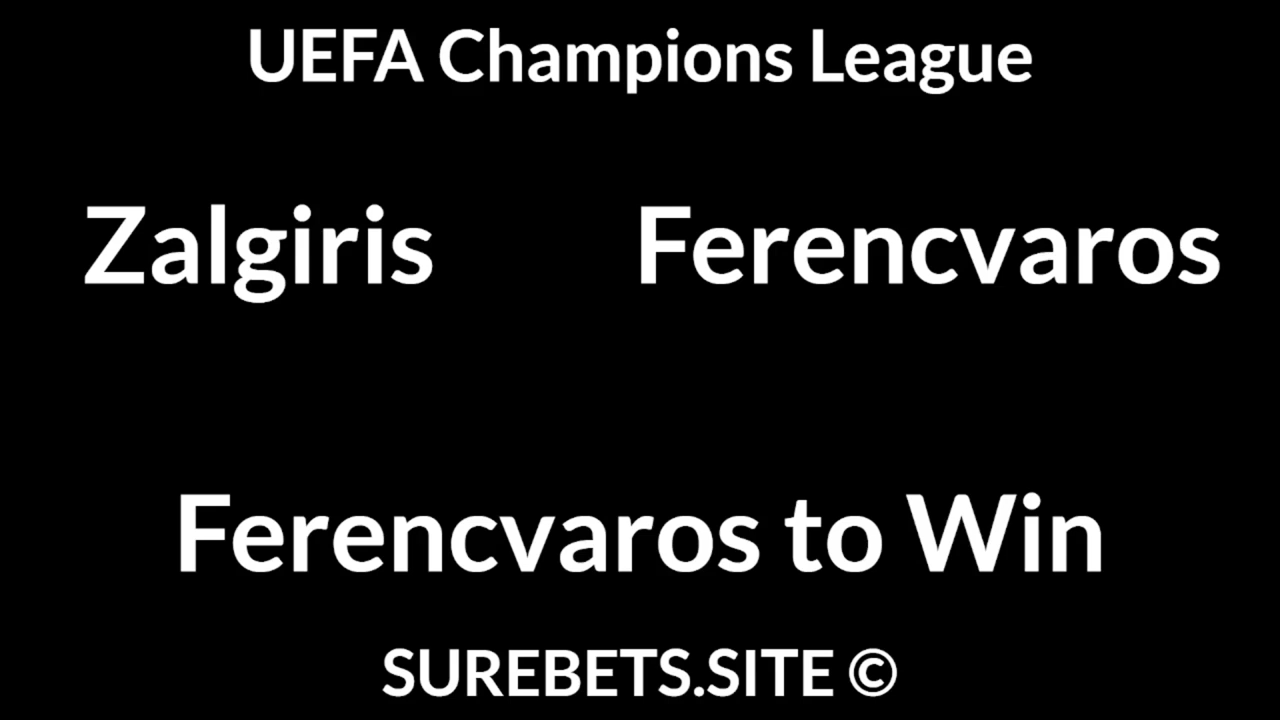 UEFA Champions League
Zalgiris Ferencvaros
Ferencvaros to Win
SUREBETS.SITE ©